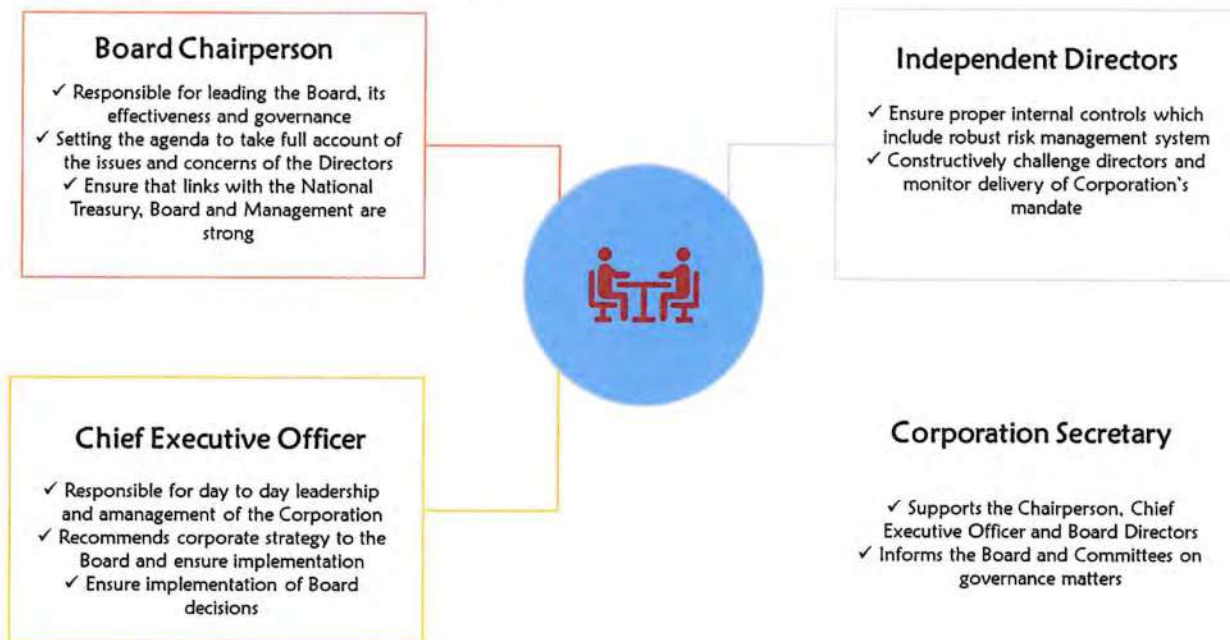 Board Chairperson
✓ Responsible for leading the Board, its
effectiveness and governance
✓ Setting the agenda to take full account of
the issues and concerns of the Directors
✓ Ensure that links with the National
Treasury, Board and Management are
strong
Independent Directors
✓ Ensure proper internal controls which
include robust risk management system
✓ Constructively challenge directors and
monitor delivery of Corporation's
mandate
Chief Executive Officer
✓ Responsible for day to day leadership
and amanagement of the Corporation
✓ Recommends corporate strategy to the
Board and ensure implementation
✓ Ensure implementation of Board
decisions
Corporation Secretary
✓ Supports the Chairperson, Chief
Executive Officer and Board Directors
✓ Informs the Board and Committees on
governance matters